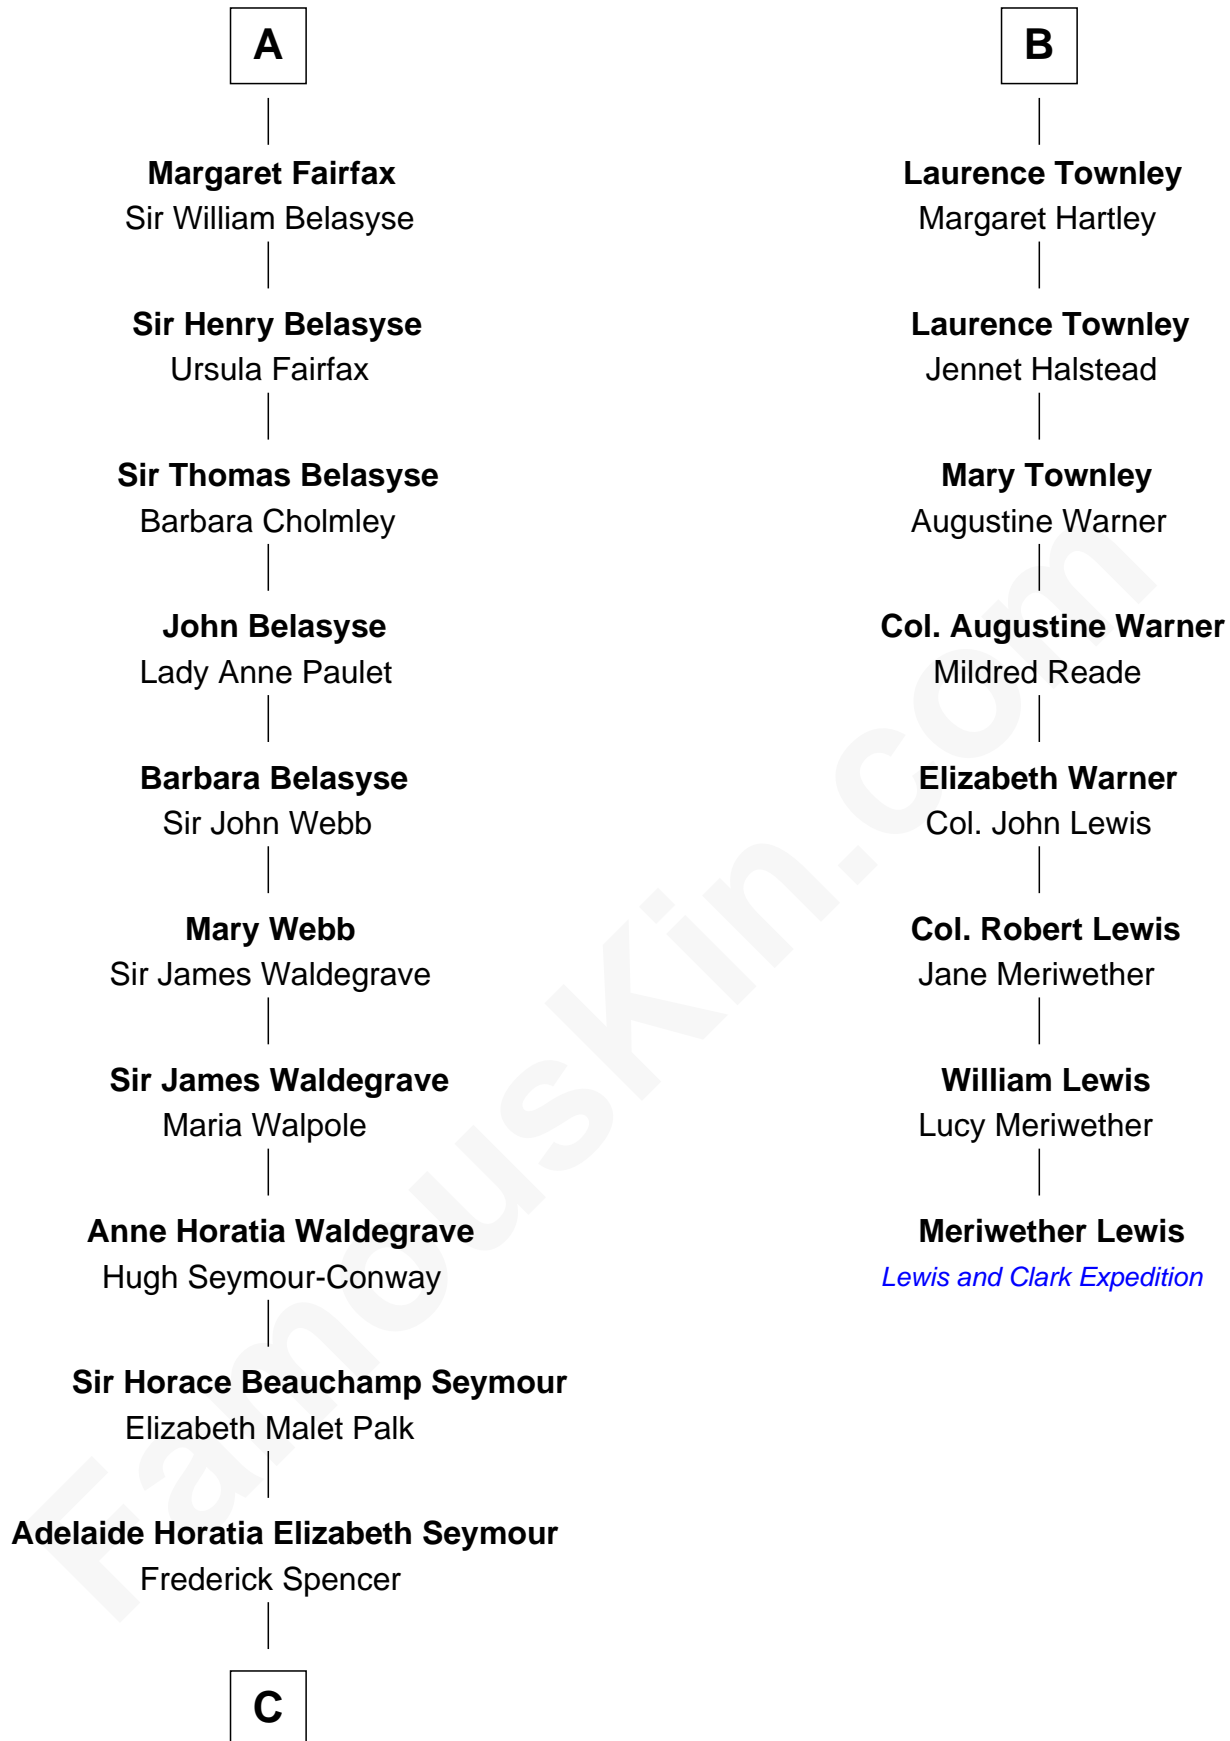 A
Margaret Fairfax
Sir William Belasyse
Sir Henry Belasyse
Ursula Fairfax
Sir Thomas Belasyse
Barbara Cholmley
John Belasyse
Lady Anne Paulet
Barbara Belasyse
Sir John Webb
Mary Webb
Sir James Waldegrave
Sir James Waldegrave
Maria Walpole
Anne Horatia Waldegrave
Hugh Seymour-Conway
Sir Horace Beauchamp Seymour
Elizabeth Malet Palk
Adelaide Horatia Elizabeth Seymour
Frederick Spencer
C
B
Laurence Townley
Margaret Hartley
Laurence Townley
Jennet Halstead
Mary Townley
Augustine Warner
Col. Augustine Warner
Mildred Reade
Elizabeth Warner
Col. John Lewis
Col. Robert Lewis
Jane Meriwether
William Lewis
Lucy Meriwether
Meriwether Lewis
Lewis and Clark Expedition
FamousKin.com